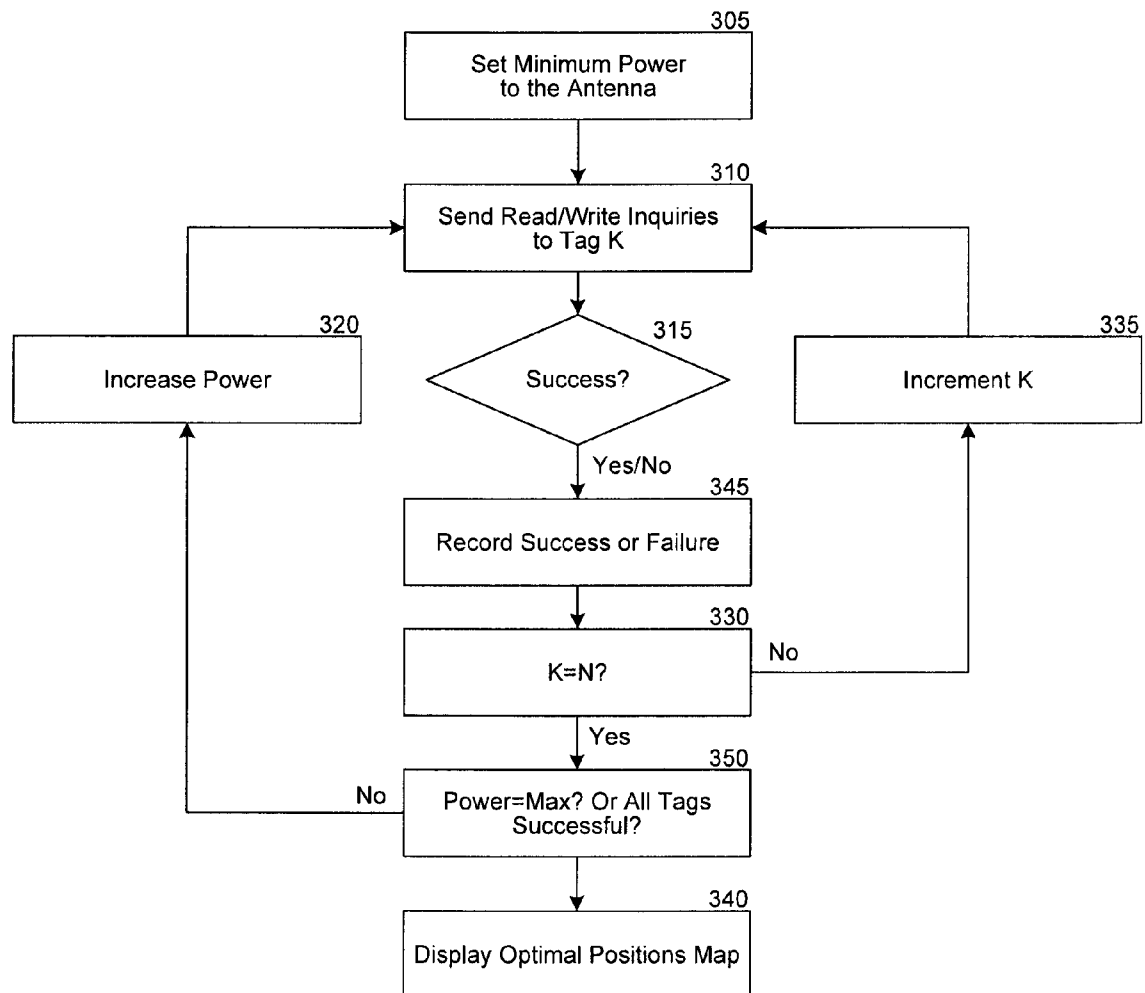 305
Set Minimum Power
to the Antenna
310
Send Read/Write Inquiries
to Tag K
320
Increase Power
315
Success?
335
Increment K
Yes/No
345
Record Success or Failure
330
K=N?
No
Yes
350
No
Power=Max? Or All Tags
Successful?
340
Display Optimal Positions Map